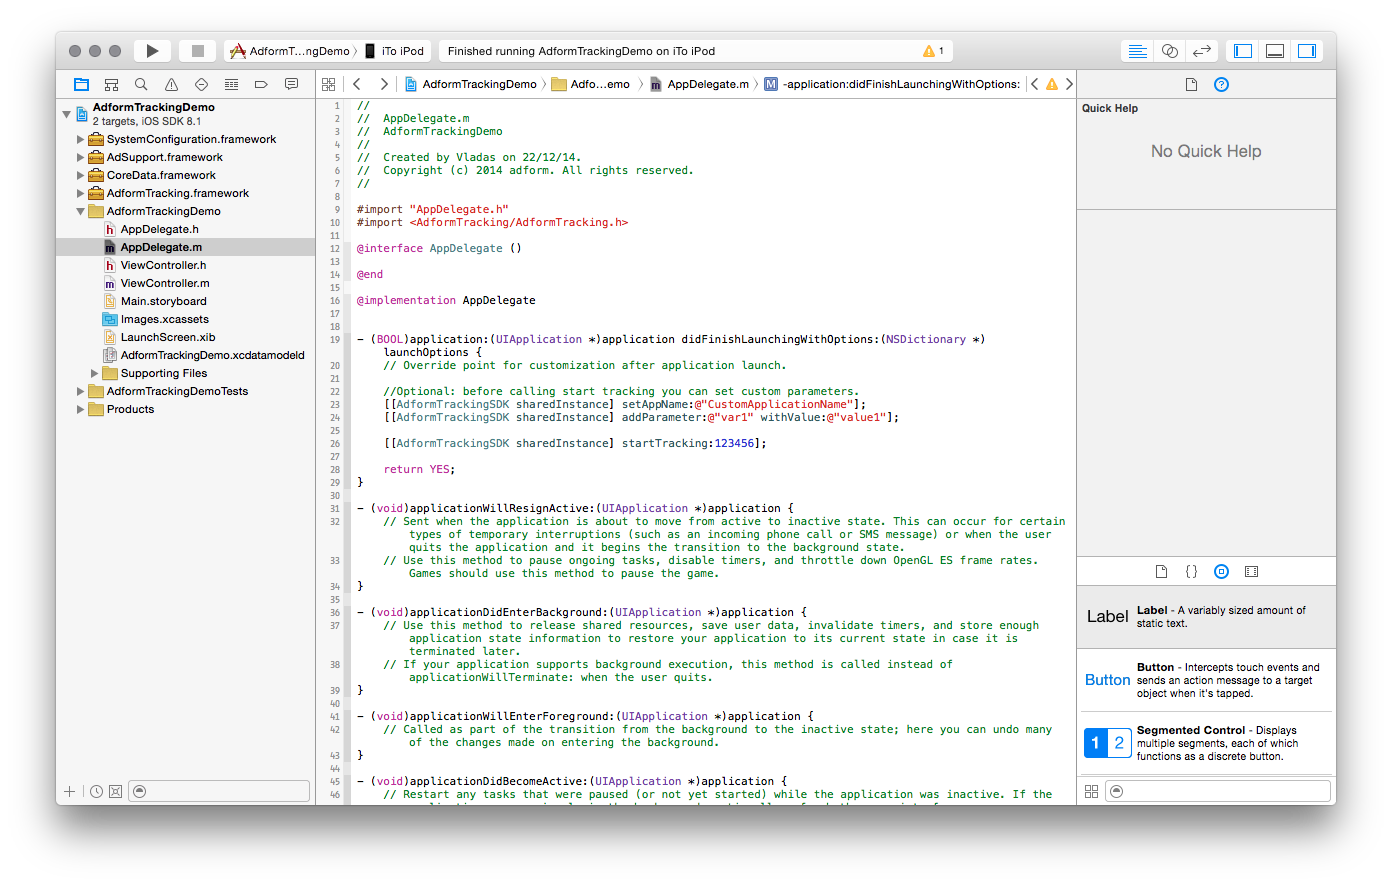 AdformT...ngDemo
iTo iPod
Finished running AdformTrackingDemo on iTo iPod
1
AdformTrackingDemo
Adfo...emo
AppDelegate.m
M
-application:didFinishLaunchingWithOptions:
AdformTrackingDemo
2 targets, iOS SDK 8.1
SystemConfiguration.framework
AdSupport.framework
CoreData.framework
AdformTracking.framework
AdformTrackingDemo
h AppDelegate.h
m AppDelegate.m
h ViewController.h
m ViewController.m
Main.storyboard
Images.xcassets
LaunchScreen.xib
AdformTrackingDemo.xcdatamodeld
Supporting Files
AdformTrackingDemoTests
Products
1 //
2 //  AppDelegate.m
3 //  AdformTrackingDemo
4 //
5 //  Created by Vladas on 22/12/14.
6 //  Copyright (c) 2014 adform. All rights reserved.
7 //
8
9 #import "AppDelegate.h"
10 #import <AdformTracking/AdformTracking.h>
11
12 @interface AppDelegate ()
13
14 @end
15
16 @implementation AppDelegate
17
18
19 - (BOOL)application:(UIApplication *)application didFinishLaunchingWithOptions:(NSDictionary *)
launchOptions {
20 // Override point for customization after application launch.
21
22 //Optional: before calling start tracking you can set custom parameters.
23 [[AdformTrackingSDK sharedInstance] setAppName:@"CustomApplicationName"];
24 [[AdformTrackingSDK sharedInstance] addParameter:@"var1" withValue:@"value1"];
25
26 [[AdformTrackingSDK sharedInstance] startTracking:123456];
27
28 return YES;
29 }
30
31 - (void)applicationWillResignActive:(UIApplication *)application {
32 // Sent when the application is about to move from active to inactive state. This can occur for certain
types of temporary interruptions (such as an incoming phone call or SMS message) or when the user
quits the application and it begins the transition to the background state.
33 // Use this method to pause ongoing tasks, disable timers, and throttle down OpenGL ES frame rates.
Games should use this method to pause the game.
34 }
35
36 - (void)applicationDidEnterBackground:(UIApplication *)application {
37 // Use this method to release shared resources, save user data, invalidate timers, and store enough
application state information to restore your application to its current state in case it is
terminated later.
38 // If your application supports background execution, this method is called instead of
applicationWillTerminate: when the user quits.
39 }
40
41 - (void)applicationWillEnterForeground:(UIApplication *)application {
42 // Called as part of the transition from the background to the inactive state; here you can undo many
of the changes made on entering the background.
43 }
44
45 - (void)applicationDidBecomeActive:(UIApplication *)application {
46 // Restart any tasks that were paused (or not yet started) while the application was inactive. If the
Quick Help
No Quick Help
{ }
Label
Label - A variably sized amount of
static text.
Button
Button - Intercepts touch events and
sends an action message to a target
object when it's tapped.
1 2
Segmented Control - Displays
multiple segments, each of which
functions as a discrete button.